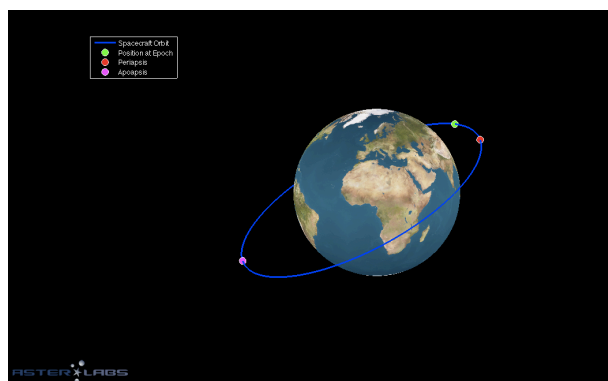 Spacecraft Orbit
Position at Epoch
Periapsis
Apoapsis
ASTER LABS